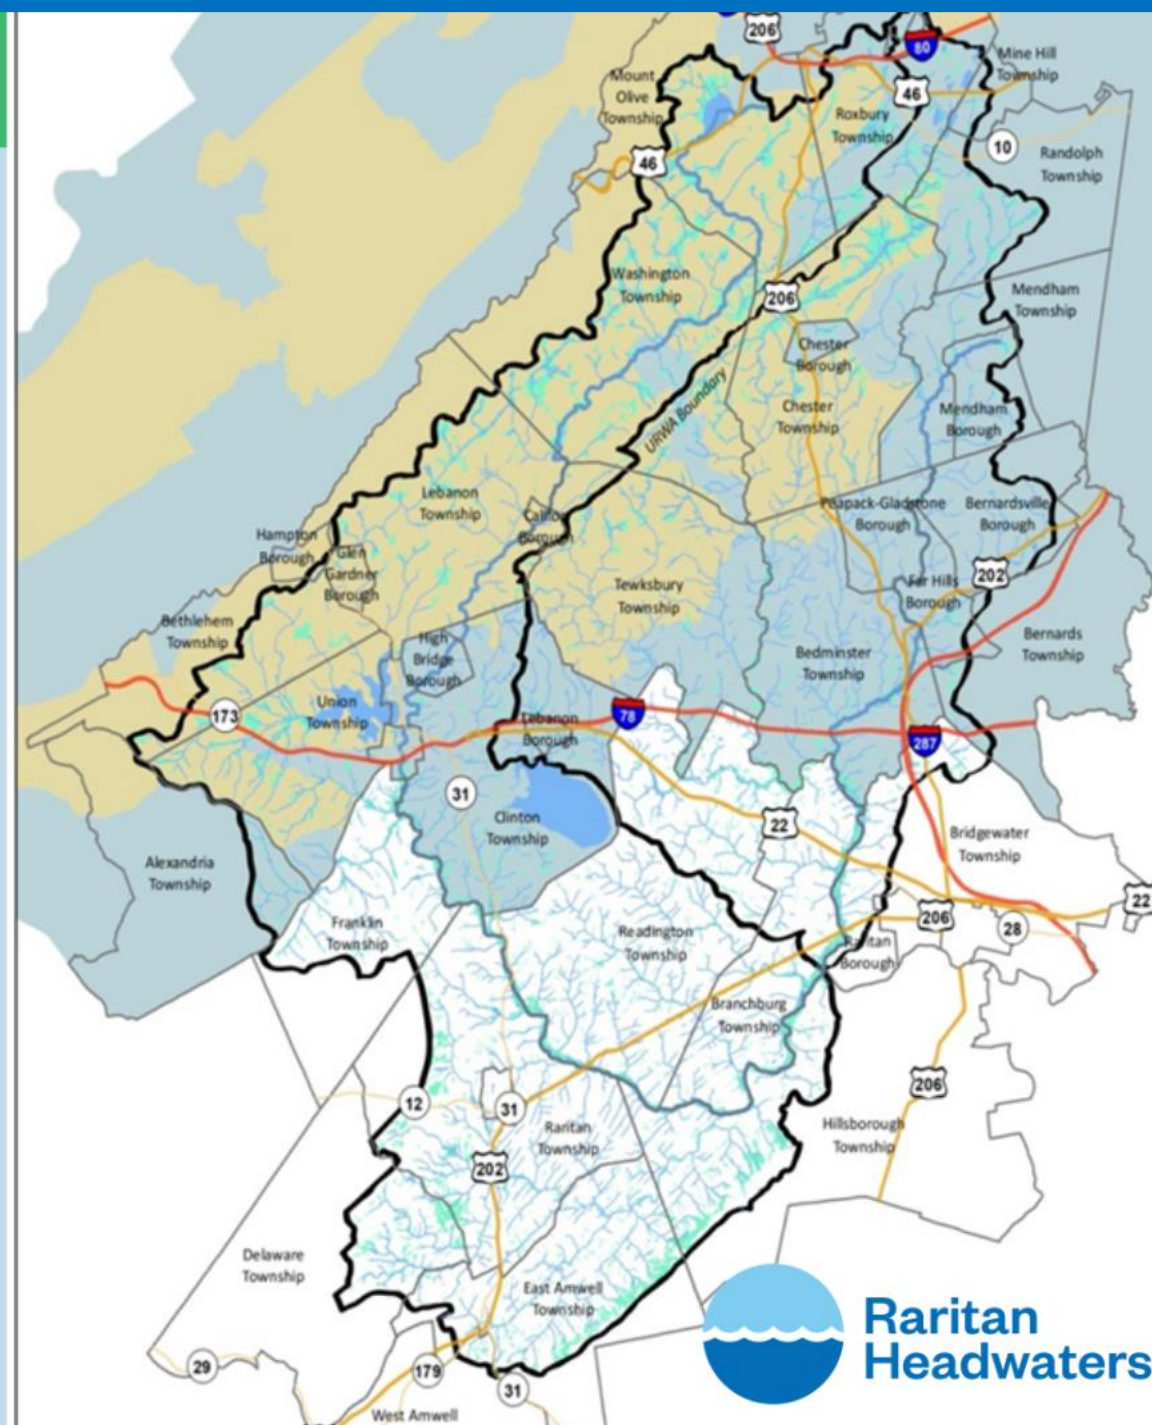 206
80
Mine Hill
Township
Mount
Olive
Township
46
Roxbury
Township
10
Randolph
Township
46
Washington
Township
206
Mendham
Township
Chester
Borough
URWA Boundary
Chester
Township
Mendham
Borough
Lebanon
Township
Califon
Borough
Peapack-Gladstone
Borough
Bernardsville
Borough
Hampton
Borough
Glen
Gardner
Borough
Tewksbury
Township
202
Far Hills
Borough
Bethlehem
Township
High
Bridge
Borough
Bedminster
Township
Bernards
Township
173
Union
Township
Lebanon
Borough
78
287
31
Clinton
Township
22
Bridgewater
Township
Alexandria
Township
22
Franklin
Township
Readington
Township
206
28
Raritan
Borough
Branchburg
Township
12
31
206
Raritan
Township
Hillsborough
Township
202
Delaware
Township
East Amwell
Township
29
179
31
West Amwell
Raritan
Headwaters